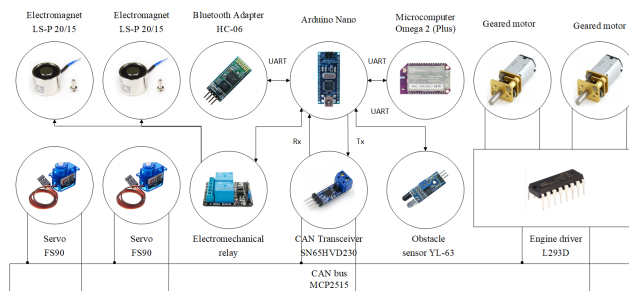 Electromagnet
LS-P 20/15
Electromagnet
LS-P 20/15
Bluetooth Adapter
HC-06
Arduino Nano
Microcomputer
Omega 2 (Plus)
Geared motor
Geared motor
UART
UART
UART
Rx
Tx
Servo
FS90
Servo
FS90
Electromechanical
relay
CAN Transceiver
SN65HVD230
Obstacle
sensor YL-63
Engine driver
L293D
CAN bus
MCP2515